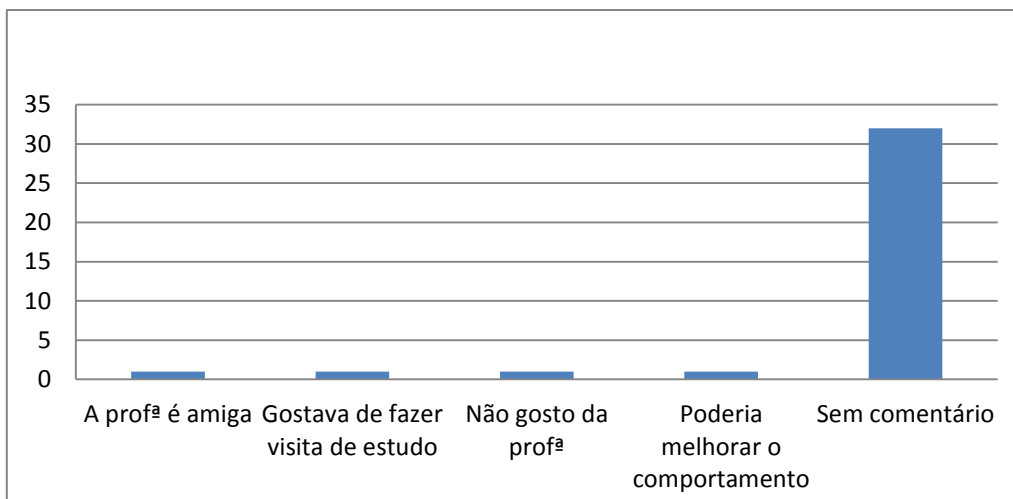 35
30
25
20
15
10
5
0
A profª é amiga
Gostava de fazer
visita de estudo
Não gosto da
profª
Poderia
melhorar o
comportamento
Sem comentário